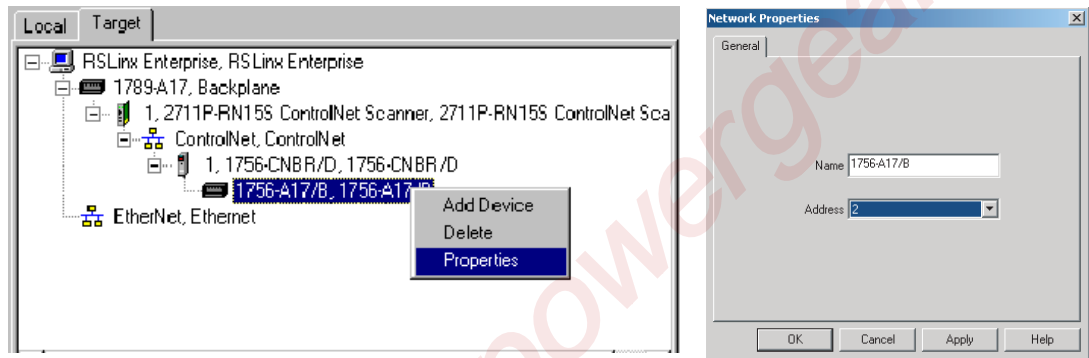 Local Target
RSLinx Enterprise, RSLinx Enterprise
1789-A17, Backplane
1, 2711P-RN15S ControlNet Scanner, 2711P-RN15S ControlNet Sca
ControlNet, ControlNet
1, 1756-CNBR/D, 1756-CNBR/D
1756-A17/B, 1756-A17/B
EtherNet, Ethernet
Add Device
Delete
Properties
Network Properties
General
Name 1756-A17/B
Address 2
OK Cancel Apply Help
powergear